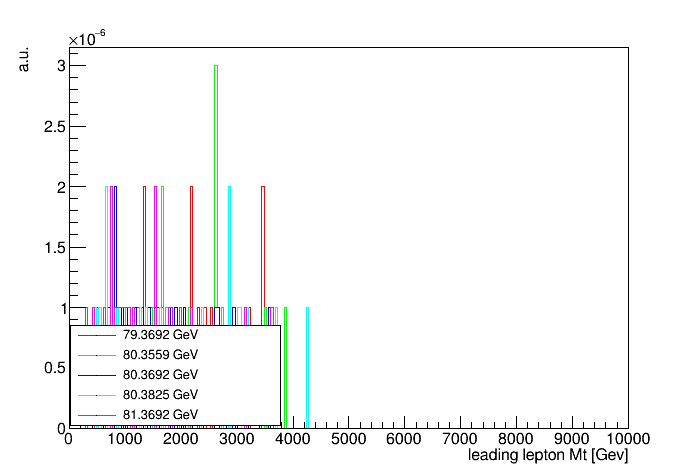 ×10⁻⁶
a.u.
3
2.5
2
1.5
1
0.5
0
79.3692 GeV
80.3559 GeV
80.3692 GeV
80.3825 GeV
81.3692 GeV
0 1000 2000 3000 4000 5000 6000 7000 8000 9000 10000
leading lepton Mt [Gev]